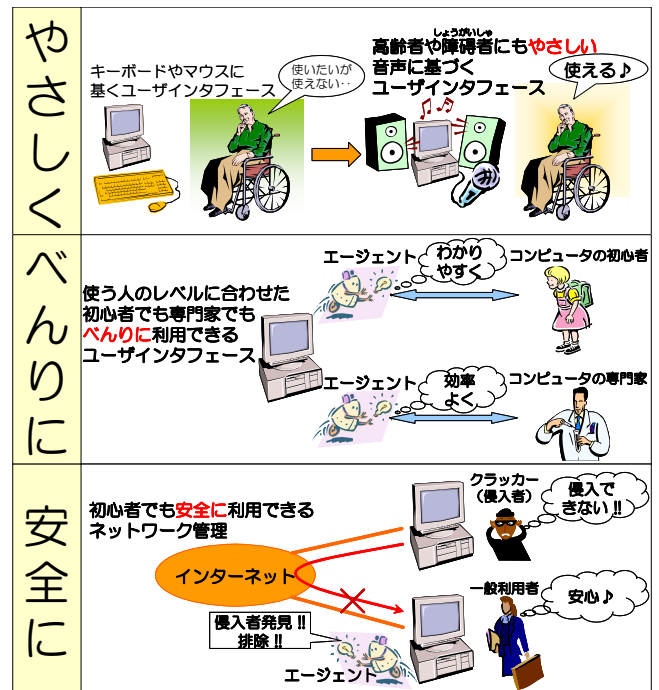 やさしく
キーボードやマウスに
基くユーザインタフェース
使いたいが
使えない‥
しょうがいしゃ
高齢者や障碍者にもやさしい
音声に基づく
ユーザインタフェース
使える♪
べんりに
使う人のレベルに合わせた
初心者でも専門家でも
べんりに利用できる
ユーザインタフェース
エージェント
わかり
やすく
コンピュータの初心者
エージェント
効率
よく
コンピュータの専門家
安全に
初心者でも安全に利用できる
ネットワーク管理
インターネット
クラッカー
（侵入者）
侵入で
きない !!
一般利用者
安心♪
侵入者発見 !!
排除 !!
エージェント